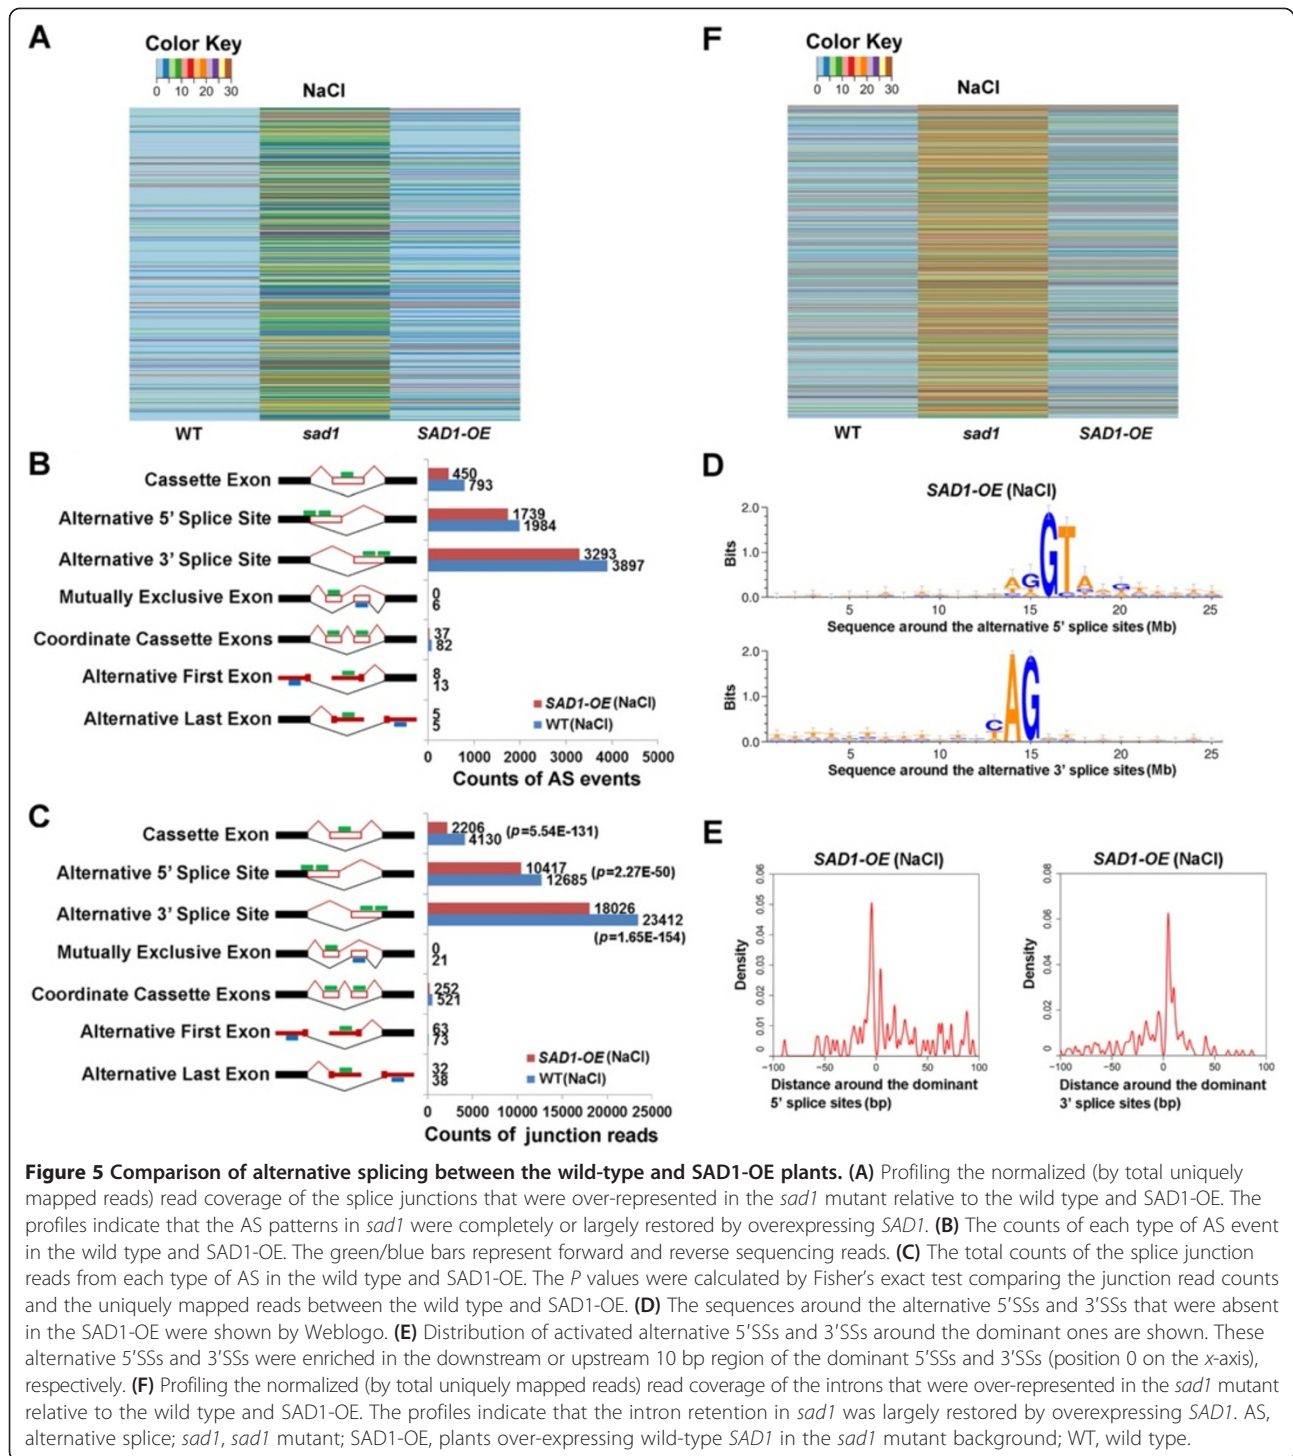 A
Color Key
0 10 20 30
NaCl
WT sad1 SAD1-OE
F
Color Key
0 10 20 30
NaCl
WT sad1 SAD1-OE
B
Cassette Exon
450
793
Alternative 5' Splice Site
1739
1984
Alternative 3' Splice Site
3293
3897
Mutually Exclusive Exon
0
6
Coordinate Cassette Exons
37
82
Alternative First Exon
8
13
Alternative Last Exon
5
5
SAD1-OE (NaCl)
WT(NaCl)
0 1000 2000 3000 4000 5000
Counts of AS events
D
SAD1-OE (NaCl)
2.0
1.0
0.0
Bits
A G G T A G
5 10 15 20 25
Sequence around the alternative 5' splice sites (Mb)
2.0
1.0
0.0
Bits
C A G
5 10 15 20 25
Sequence around the alternative 3' splice sites (Mb)
C
Cassette Exon
2206
4130
(p=5.54E-131)
Alternative 5' Splice Site
10417
12685
(p=2.27E-50)
Alternative 3' Splice Site
18026
23412
(p=1.65E-154)
Mutually Exclusive Exon
0
21
Coordinate Cassette Exons
252
521
Alternative First Exon
63
73
Alternative Last Exon
32
38
SAD1-OE (NaCl)
WT(NaCl)
0 5000 10000 15000 20000 25000
Counts of junction reads
E
SAD1-OE (NaCl)
Density
0 0.01 0.02 0.03 0.04 0.05 0.06
−100 −50 0 50 100
Distance around the dominant
5' splice sites (bp)
SAD1-OE (NaCl)
Density
0 0.02 0.04 0.06 0.08
−100 −50 0 50 100
Distance around the dominant
3' splice sites (bp)
Figure 5 Comparison of alternative splicing between the wild-type and SAD1-OE plants. (A) Profiling the normalized (by total uniquely
mapped reads) read coverage of the splice junctions that were over-represented in the sad1 mutant relative to the wild type and SAD1-OE. The
profiles indicate that the AS patterns in sad1 were completely or largely restored by overexpressing SAD1. (B) The counts of each type of AS event
in the wild type and SAD1-OE. The green/blue bars represent forward and reverse sequencing reads. (C) The total counts of the splice junction
reads from each type of AS in the wild type and SAD1-OE. The P values were calculated by Fisher's exact test comparing the junction read counts
and the uniquely mapped reads between the wild type and SAD1-OE. (D) The sequences around the alternative 5'SSs and 3'SSs that were absent
in the SAD1-OE were shown by Weblogo. (E) Distribution of activated alternative 5'SSs and 3'SSs around the dominant ones are shown. These
alternative 5'SSs and 3'SSs were enriched in the downstream or upstream 10 bp region of the dominant 5'SSs and 3'SSs (position 0 on the x-axis),
respectively. (F) Profiling the normalized (by total uniquely mapped reads) read coverage of the introns that were over-represented in the sad1 mutant
relative to the wild type and SAD1-OE. The profiles indicate that the intron retention in sad1 was largely restored by overexpressing SAD1. AS,
alternative splice; sad1, sad1 mutant; SAD1-OE, plants over-expressing wild-type SAD1 in the sad1 mutant background; WT, wild type.